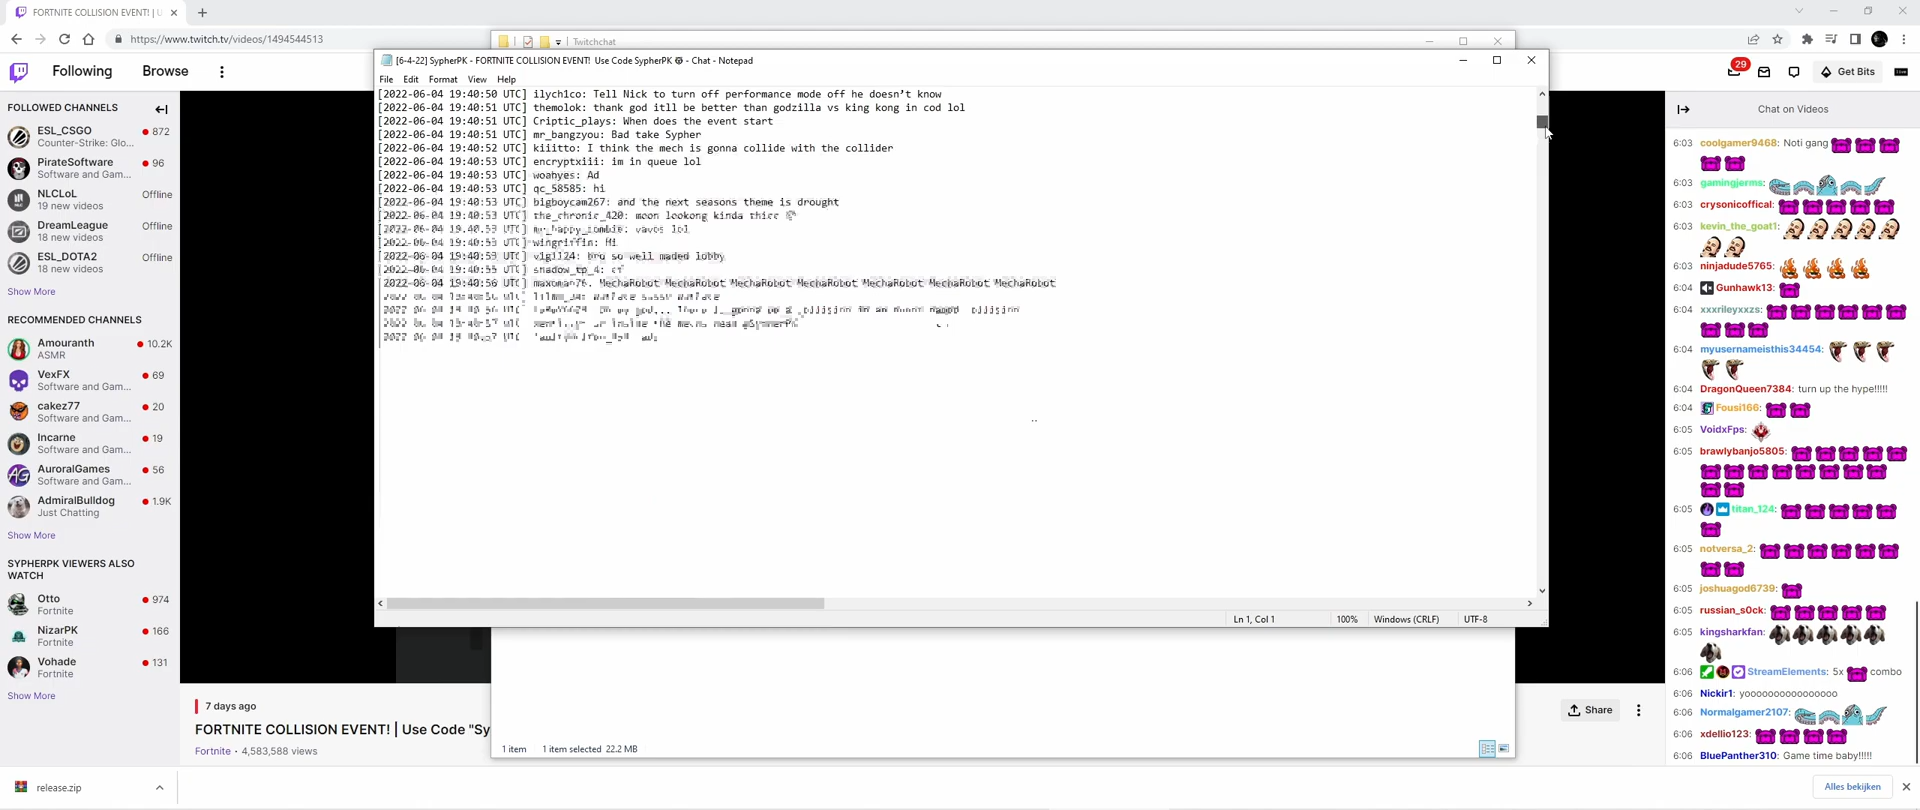 FORTNITE COLLISION EVENT! | U
https://www.twitch.tv/videos/1494544513
Twitchchat
Following
Browse
29
Get Bits
[6-4-22] SypherPK - FORTNITE COLLISION EVENT! Use Code SypherPK - Chat - Notepad
File Edit Format View Help
[2022-06-04 19:40:50 UTC] ilych1co: Tell Nick to turn off performance mode off he doesn't know
[2022-06-04 19:40:51 UTC] themolok: thank god itll be better than godzilla vs king kong in cod lol
[2022-06-04 19:40:51 UTC] Criptic_plays: When does the event start
[2022-06-04 19:40:51 UTC] mr_bangzyou: Bad take Sypher
[2022-06-04 19:40:52 UTC] kiiitto: I think the mech is gonna collide with the collider
[2022-06-04 19:40:53 UTC] encryptxiii: im in queue lol
[2022-06-04 19:40:53 UTC] woahyes: Ad
[2022-06-04 19:40:53 UTC] qc_58585: hi
[2022-06-04 19:40:53 UTC] bigboycam267: and the next seasons theme is drought
[2022-06-04 19:40:53 UTC] the_chronic_420: moon lookong kinda thicc
[2022-06-04 19:40:53 UTC] mr_happy_zombie: yavos lol
[2022-06-04 19:40:53 UTC] wingriffin: Hi
[2022-06-04 19:40:53 UTC] vigil24: bro so well maded lobby
[2022-06-04 19:40:55 UTC]
[2022-06-04 19:40:56 UTC] MechaRobot MechaRobot MechaRobot MechaRobot MechaRobot MechaRobot MechaRobot
Ln 1, Col 1
100%
Windows (CRLF)
UTF-8
1 item
1 item selected 22.2 MB
FOLLOWED CHANNELS
ESL_CSGO 872
Counter-Strike: Glo...
PirateSoftware 96
Software and Gam...
NLCLoL Offline
19 new videos
DreamLeague Offline
18 new videos
ESL_DOTA2 Offline
18 new videos
Show More
RECOMMENDED CHANNELS
Amouranth 10.2K
ASMR
VexFX 69
Software and Gam...
cakez77 20
Software and Gam...
Incarne 19
Software and Gam...
AuroralGames 56
Software and Gam...
AdmiralBulldog 1.9K
Just Chatting
Show More
SYPHERPK VIEWERS ALSO
WATCH
Otto 974
Fortnite
NizarPK 166
Fortnite
Vohade 131
Fortnite
Show More
7 days ago
FORTNITE COLLISION EVENT! | Use Code "Sy
Fortnite • 4,583,588 views
Share
Chat on Videos
6:03 coolgamer9468: Noti gang
6:03 gamingjerms:
6:03 crysonicoffical:
6:03 kevin_the_goat1:
6:03 ninjadude5765:
6:04 Gunhawk13:
6:04 xxxrileyxxzs:
6:04 myusernameisthis34454:
6:04 DragonQueen7384: turn up the hype!!!!!
6:04 Fousi166:
6:05 VoidxFps:
6:05 brawlybanjo5805:
6:05 titan_124:
6:05 notversa_2:
6:05 joshuagod6739:
6:05 russian_s0ck:
6:05 kingsharkfan:
6:06 StreamElements: 5x combo
6:06 Nickir1: yooooooooooooooooo
6:06 Normalgamer2107:
6:06 xdellio123:
6:06 BluePanther310: Game time baby!!!!!
release.zip
Alles bekijken